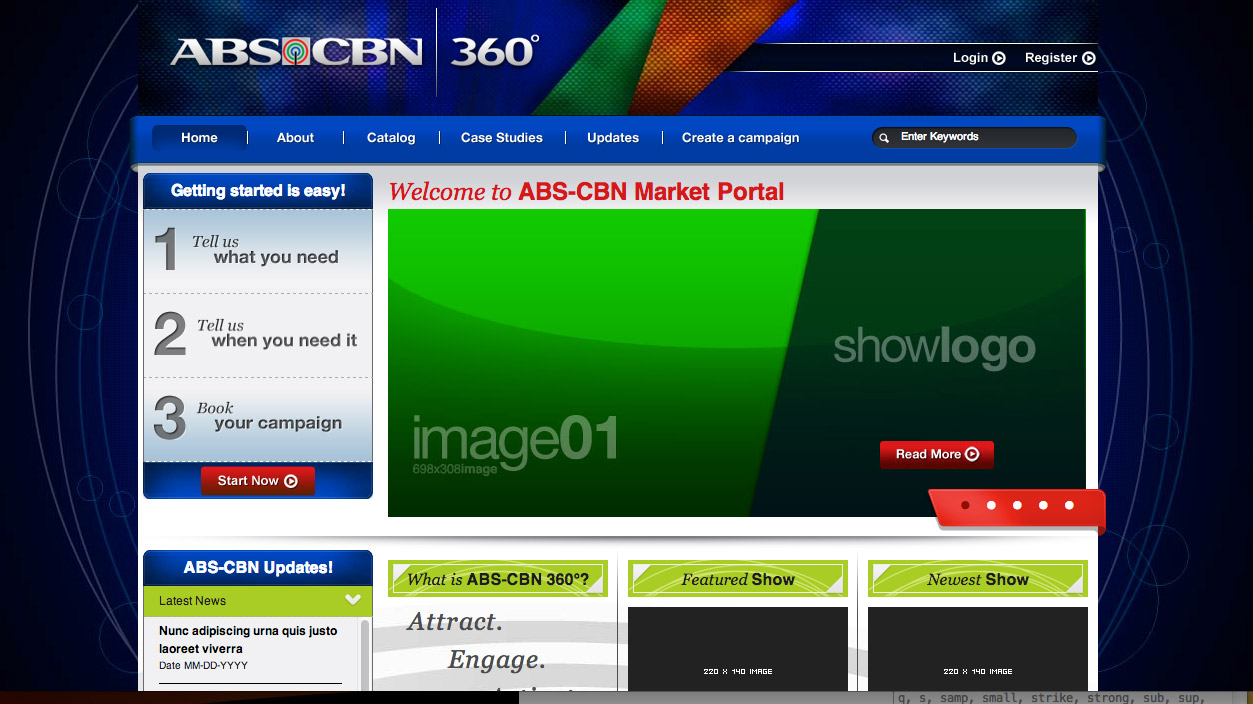 ABS CBN 360°
Login
Register
Home
About
Catalog
Case Studies
Updates
Create a campaign
Enter Keywords
Getting started is easy!
1 Tell us
what you need
2 Tell us
when you need it
3 Book
your campaign
Start Now
Welcome to ABS-CBN Market Portal
image01
698x308image
showlogo
Read More
ABS-CBN Updates!
Latest News
Nunc adipiscing urna quis justo
laoreet viverra
Date MM-DD-YYYY
What is ABS-CBN 360°?
Attract.
Engage.
Featured Show
220 X 140 IMAGE
Newest Show
220 X 140 IMAGE
q, s, samp, small, strike, strong, sub, sup,